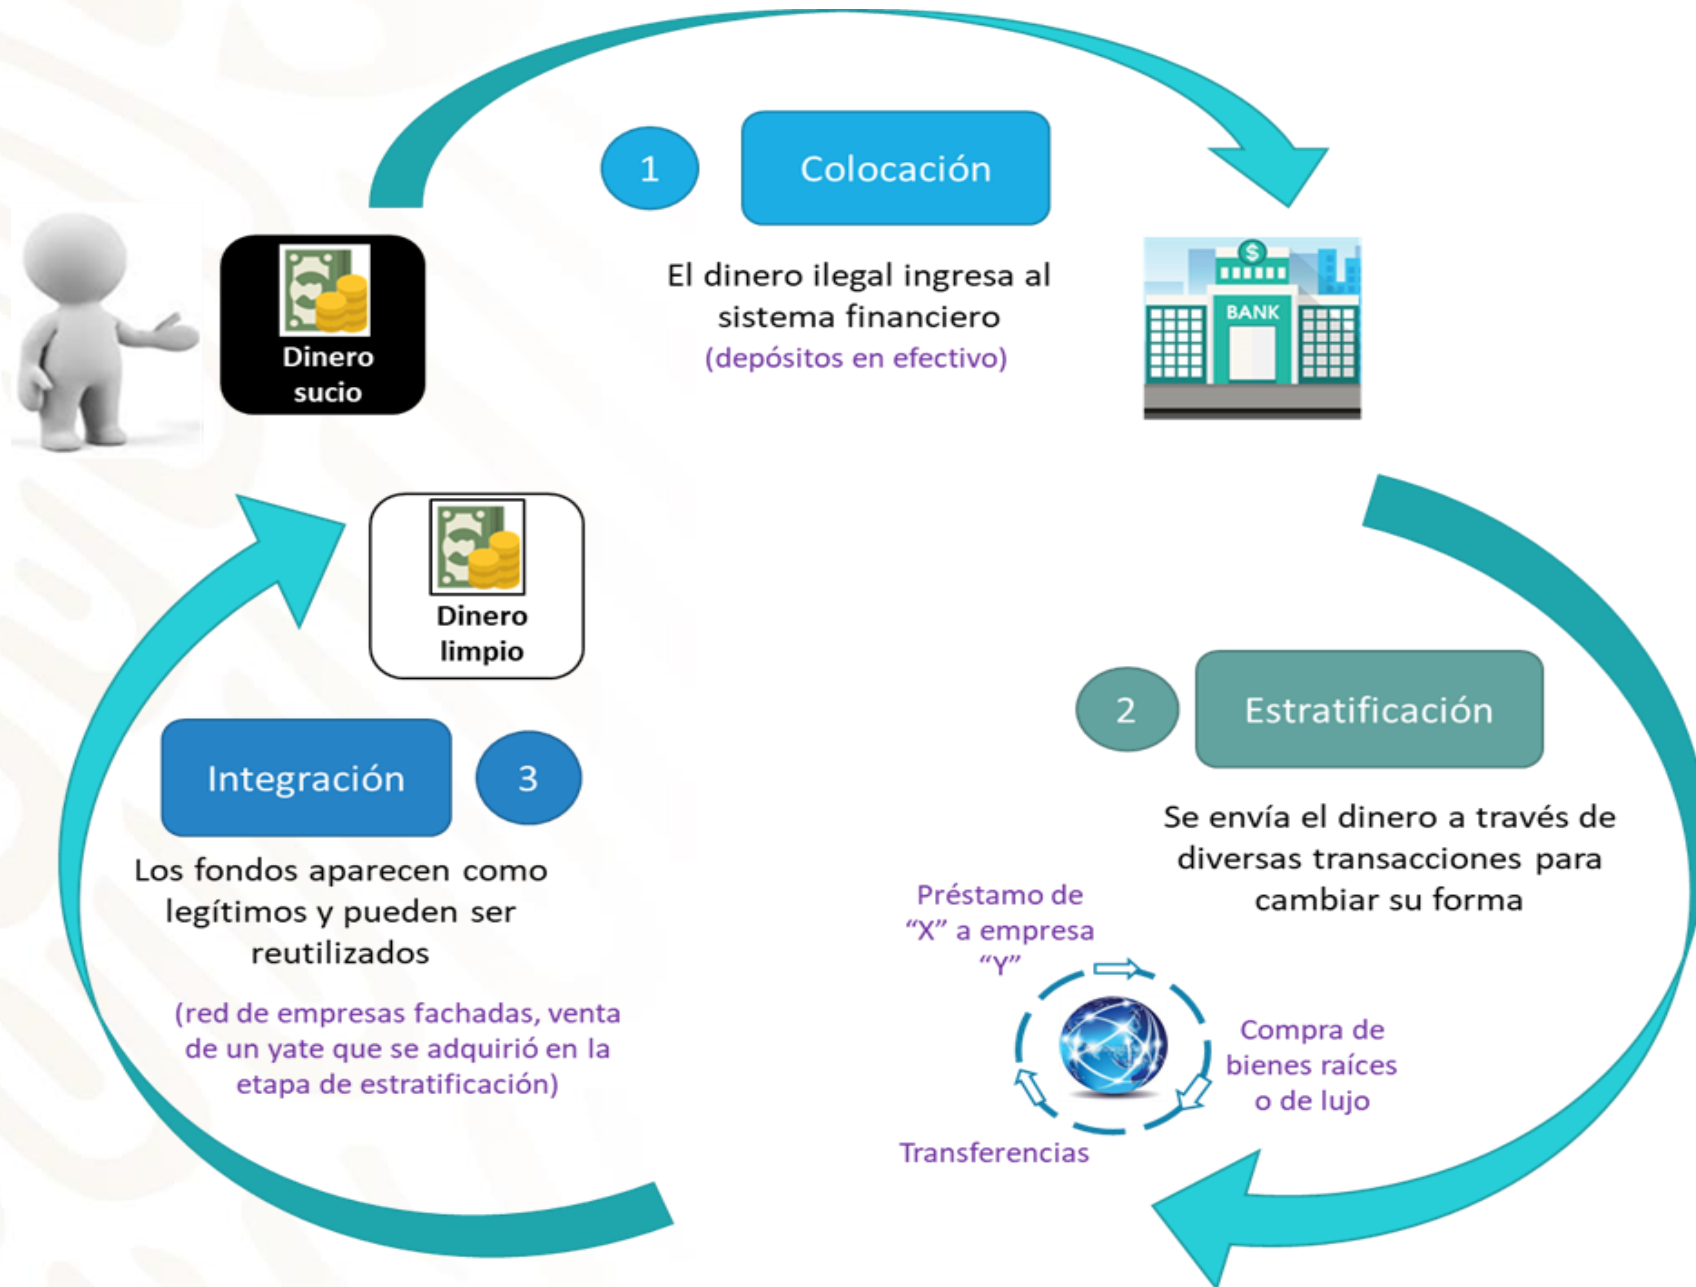 1
Colocación
El dinero ilegal ingresa al
sistema financiero
(depósitos en efectivo)
Dinero
sucio
BANK
$
Dinero
limpio
2
Estratificación
Se envía el dinero a través de
diversas transacciones para
cambiar su forma
Préstamo de
“X” a empresa
“Y”
Compra de
bienes raíces
o de lujo
Transferencias
Integración
3
Los fondos aparecen como
legítimos y pueden ser
reutilizados
(red de empresas fachadas, venta
de un yate que se adquirió en la
etapa de estratificación)